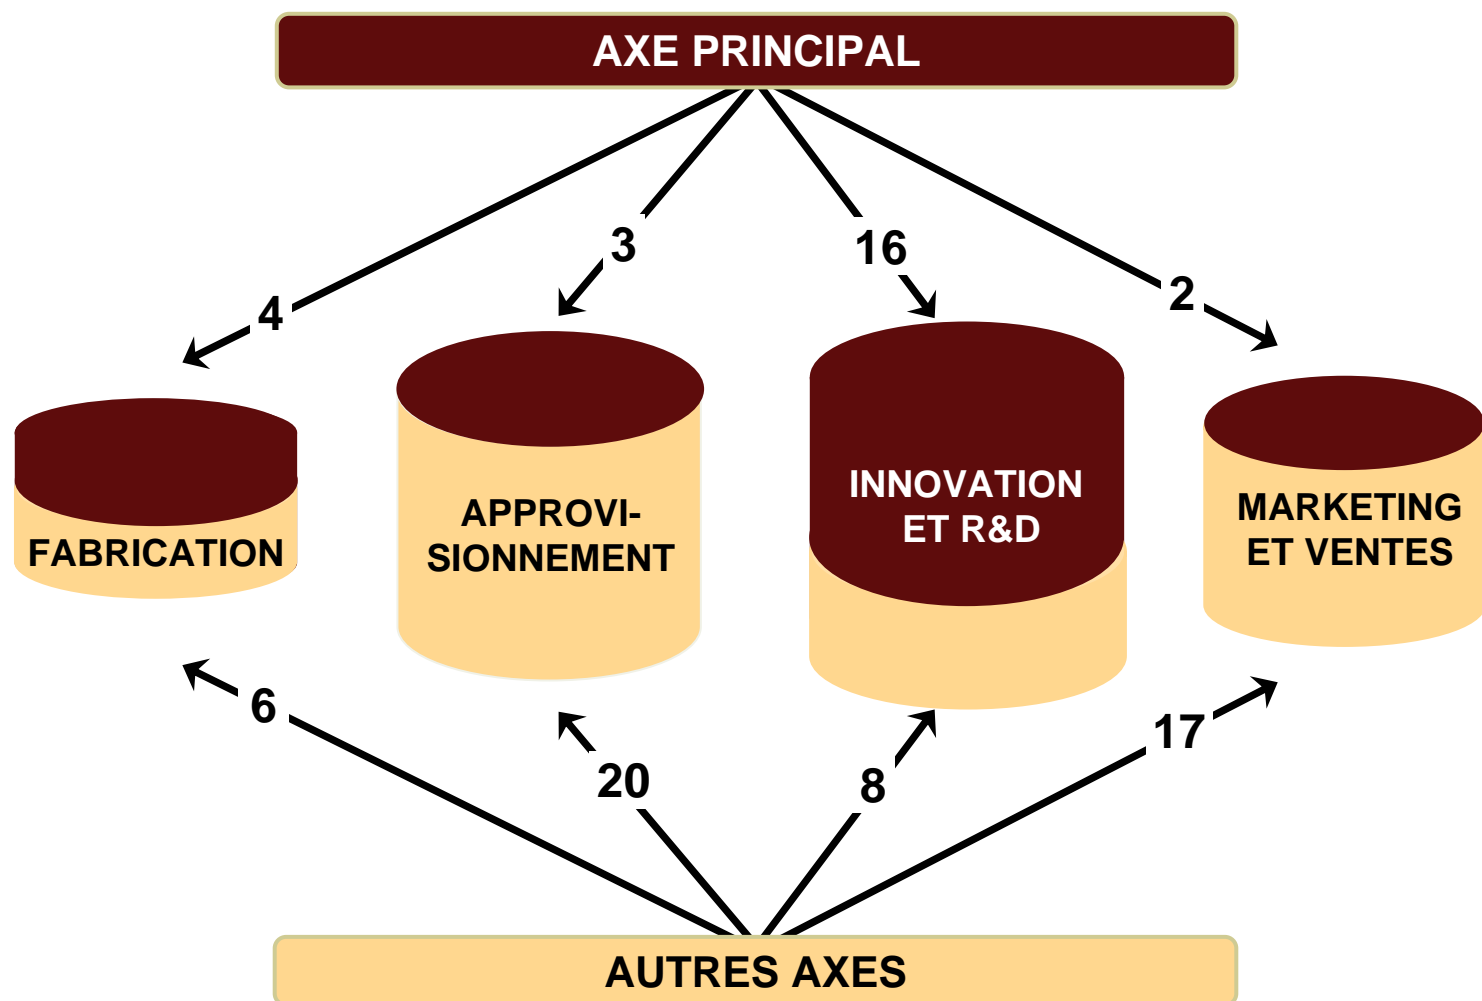 AXE PRINCIPAL
3
16
2
4
INNOVATION
ET R&D
MARKETING
ET VENTES
APPROVI-
SIONNEMENT
FABRICATION
6
17
20
8
AUTRES AXES